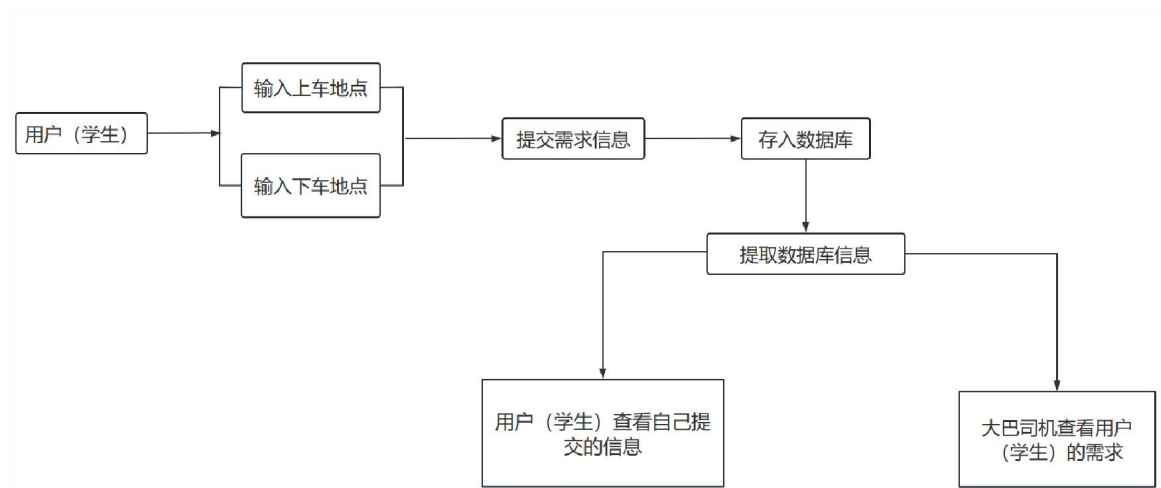 输入上车地点
用户（学生）
输入下车地点
提交需求信息
存入数据库
提取数据库信息
用户（学生）查看自己提
交的信息
大巴司机查看用户
（学生）的需求